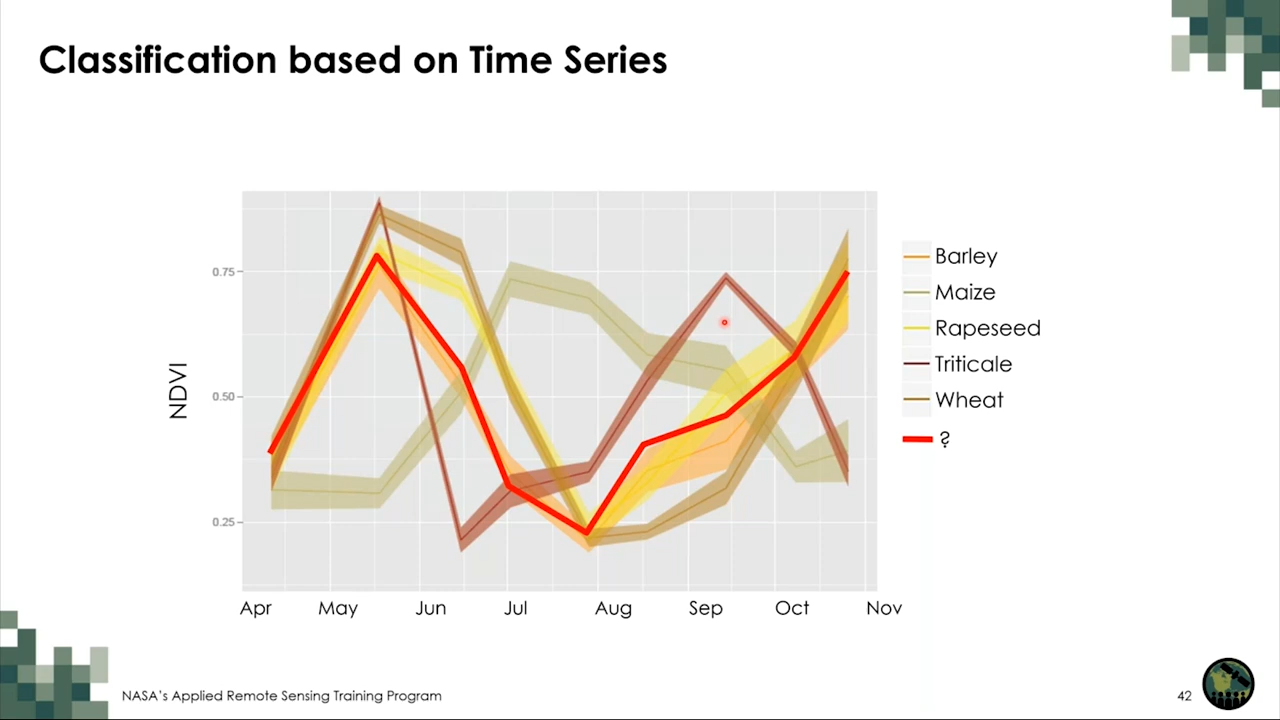 Classification based on Time Series
NDVI
0.75
0.50
0.25
Apr May Jun Jul Aug Sep Oct Nov
Barley
Maize
Rapeseed
Triticale
Wheat
?
NASA's Applied Remote Sensing Training Program
42